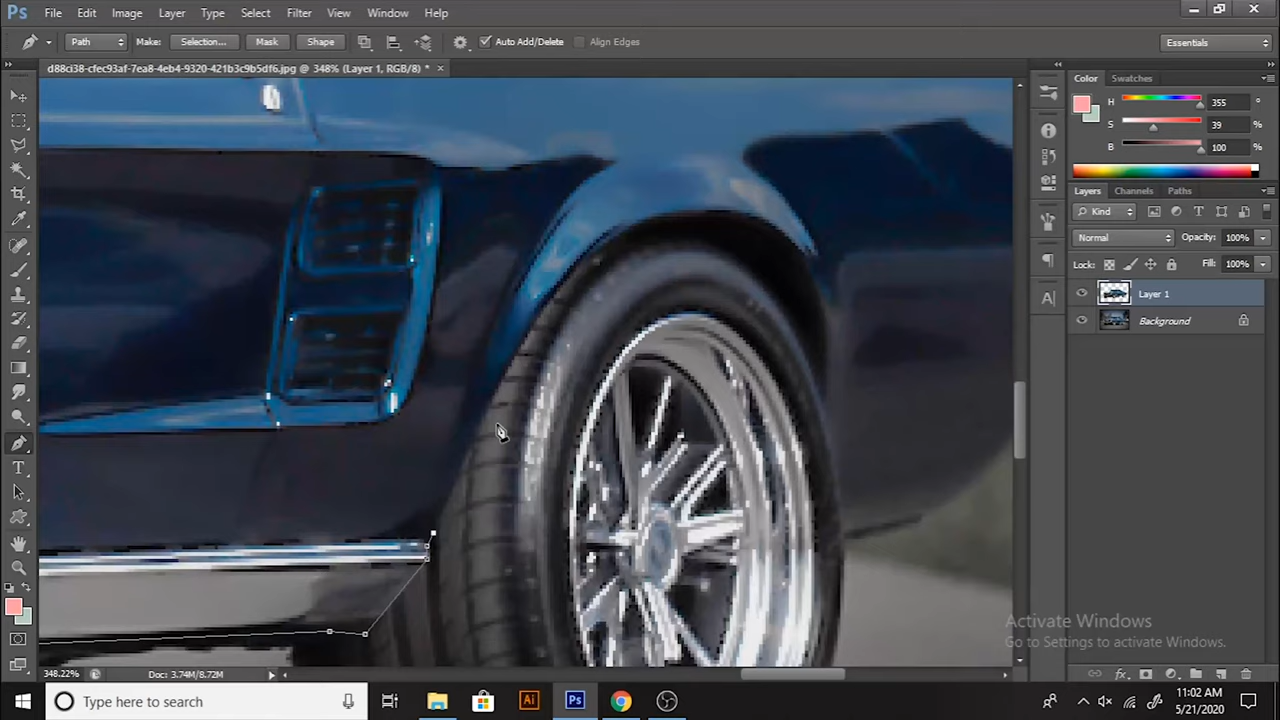 Ps File Edit Image Layer Type Select Filter View Window Help
Path Make: Selection... Mask Shape Auto Add/Delete Align Edges Essentials
d88ci38-cfec93af-7ea8-4eb4-9320-421b3c9b5df6.jpg @ 348% (Layer 1, RGB/8) * ×
Color Swatches
H 355 °
S 39 %
B 100 %
Layers Channels Paths
Kind
Normal Opacity: 100%
Lock: Fill: 100%
Layer 1
Background
Activate Windows
Go to Settings to activate Windows.
348.22% Doc: 3.74M/8.72M
Type here to search
Ai Ps
11:02 AM
5/21/2020